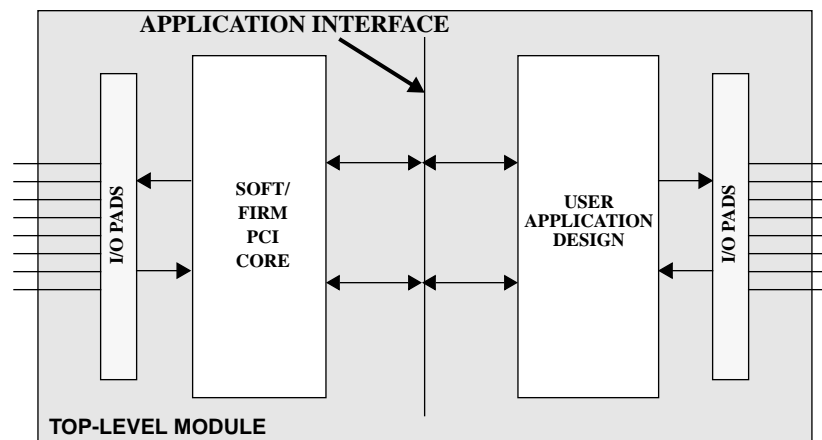 APPLICATION INTERFACE
I/O PADS
SOFT/
FIRM
PCI
CORE
USER
APPLICATION
DESIGN
I/O PADS
TOP-LEVEL MODULE